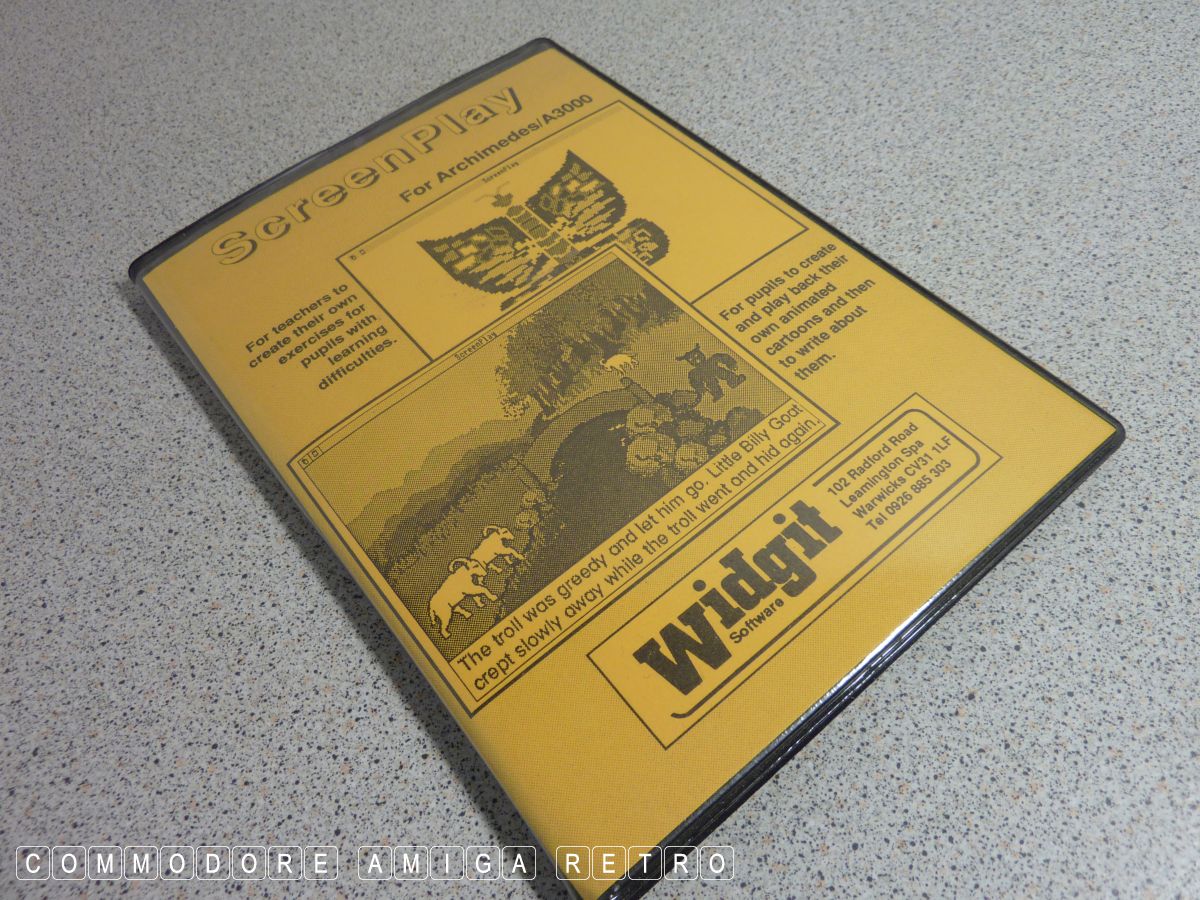 ScreenPlay
For Archimedes/A3000
ScreenPlay
For teachers to
create their own
exercises for
pupils with
learning
difficulties.
For pupils to create
and play back their
own animated
cartoons and then
to write about
them.
ScreenPlay
The troll was greedy and let him go. Little Billy Goat
crept slowly away while the troll went and hid again.
Widgit
Software
102 Radford Road
Leamington Spa
Warwicks CV31 1LF
Tel 0926 885 303
COMMODORE AMIGA RETRO